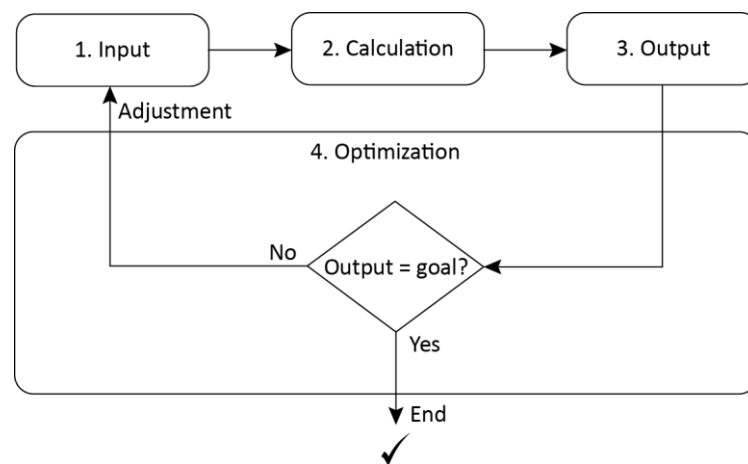 1. Input
2. Calculation
3. Output
Adjustment
4. Optimization
No
Output = goal?
Yes
End